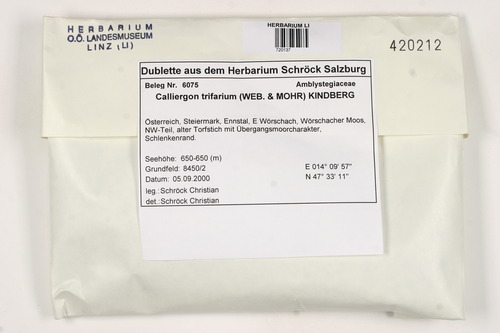 HERBARIUM
O.Ö. LANDESMUSEUM
LINZ (LI)
HERBARIUM LI
720137
420212
Dublette aus dem Herbarium Schröck Salzburg
Beleg Nr. 6075 Amblystegiaceae
Calliergon trifarium (WEB. & MOHR) KINDBERG
Österreich, Steiermark, Ennstal, E Wörschach, Wörschacher Moos,
NW-Teil, alter Torfstich mit Übergangsmoorcharakter,
Schlenkenrand.
Seehöhe: 650-650 (m) E 014° 09' 57"
Grundfeld: 8450/2 N 47° 33' 11"
Datum: 05.09.2000
leg.: Schröck Christian
det.: Schröck Christian